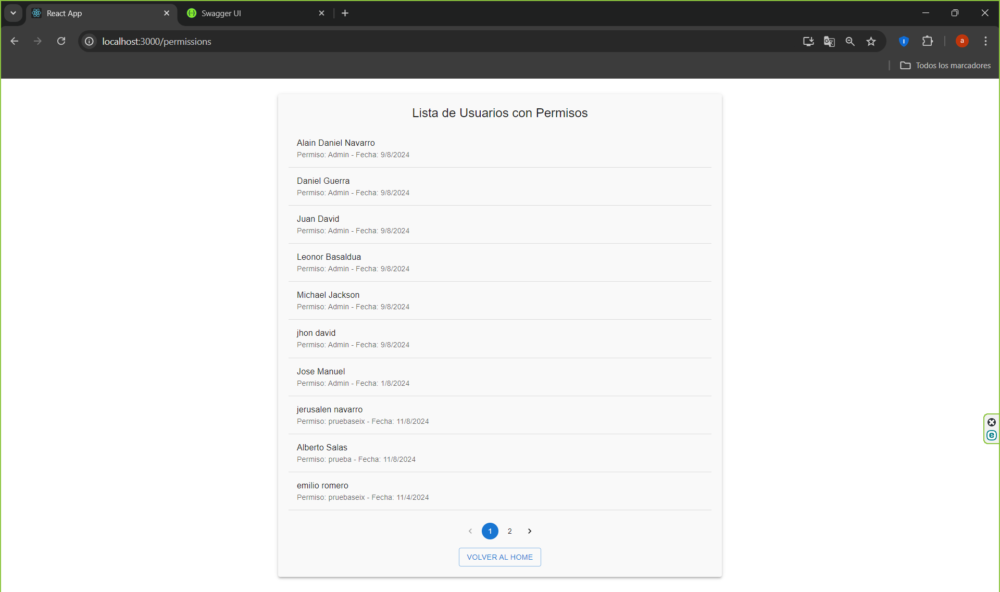 React App
Swagger UI
localhost:3000/permissions
a
Todos los marcadores
Lista de Usuarios con Permisos
Alain Daniel Navarro
Permiso: Admin - Fecha: 9/8/2024
Daniel Guerra
Permiso: Admin - Fecha: 9/8/2024
Juan David
Permiso: Admin - Fecha: 9/8/2024
Leonor Basaldua
Permiso: Admin - Fecha: 9/8/2024
Michael Jackson
Permiso: Admin - Fecha: 9/8/2024
jhon david
Permiso: Admin - Fecha: 9/8/2024
Jose Manuel
Permiso: Admin - Fecha: 1/8/2024
jerusalen navarro
Permiso: pruebaseix - Fecha: 11/8/2024
Alberto Salas
Permiso: prueba - Fecha: 11/8/2024
emilio romero
Permiso: pruebaseix - Fecha: 11/4/2024
1 2
VOLVER AL HOME